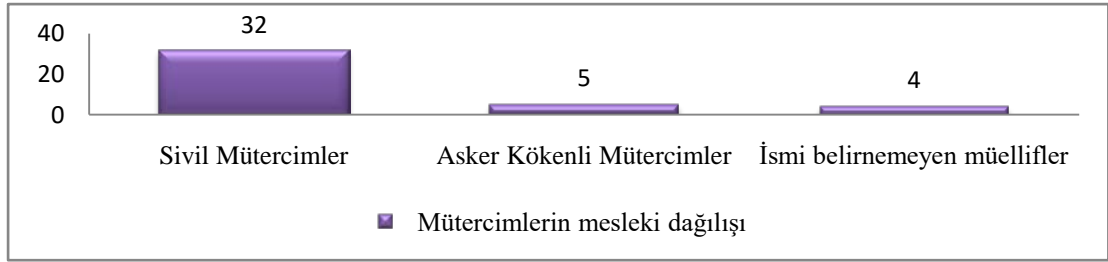 40
20
0
32
5
4
Sivil Mütercimler
Asker Kökenli Mütercimler
İsmi belirnemeyen müellifler
Mütercimlerin mesleki dağılışı